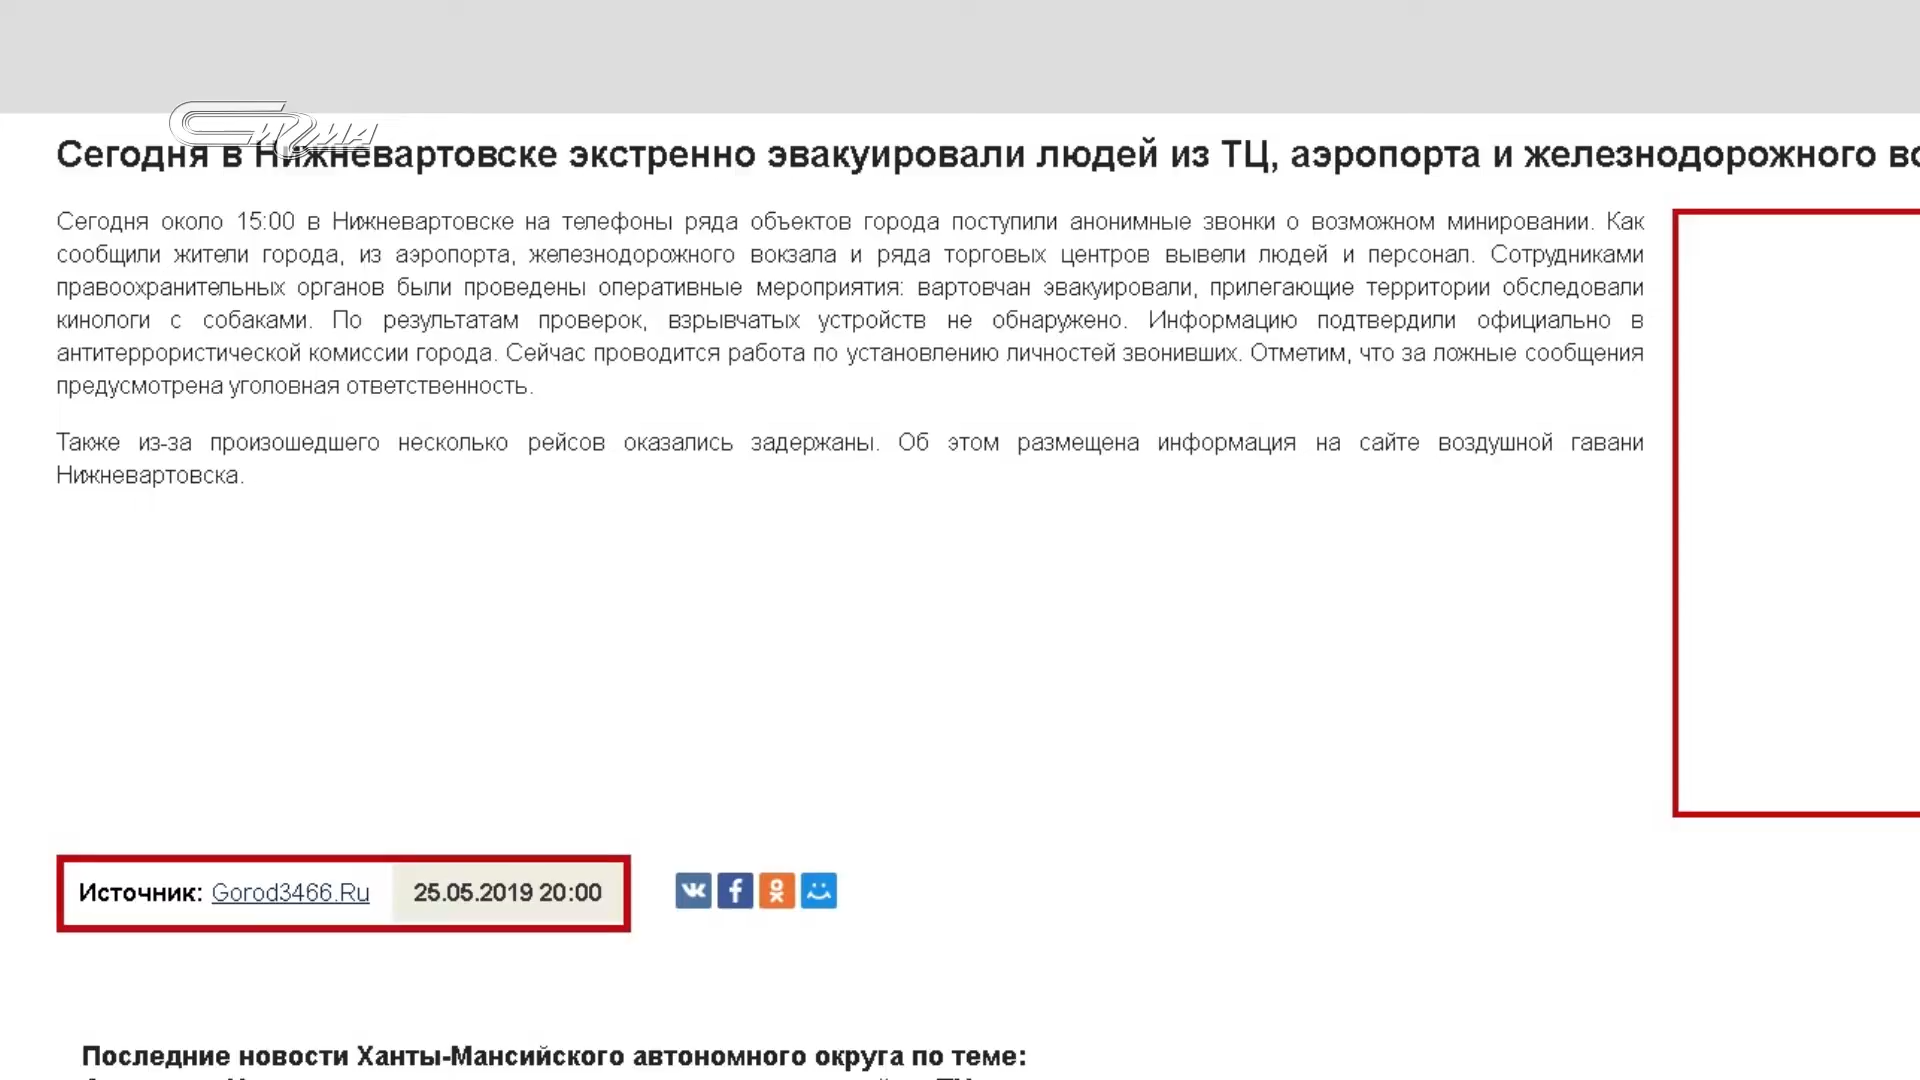 Сигма
Сегодня в Нижневартовске экстренно эвакуировали людей из ТЦ, аэропорта и железнодорожного
Сегодня около 15:00 в Нижневартовске на телефоны ряда объектов города поступили анонимные звонки о возможном минировании. Как
сообщили жители города, из аэропорта, железнодорожного вокзала и ряда торговых центров вывели людей и персонал. Сотрудниками
правоохранительных органов были проведены оперативные мероприятия: вартовчан эвакуировали, прилегающие территории обследовали
кинологи с собаками. По результатам проверок, взрывчатых устройств не обнаружено. Информацию подтвердили официально в
антитеррористической комиссии города. Сейчас проводится работа по установлению личностей звонивших. Отметим, что за ложные сообщения
предусмотрена уголовная ответственность.
Также из-за произошедшего несколько рейсов оказались задержаны. Об этом размещена информация на сайте воздушной гавани
Нижневартовска.
Источник: Gorod3466.Ru 25.05.2019 20:00
Последние новости Ханты-Мансийского автономного округа по теме: